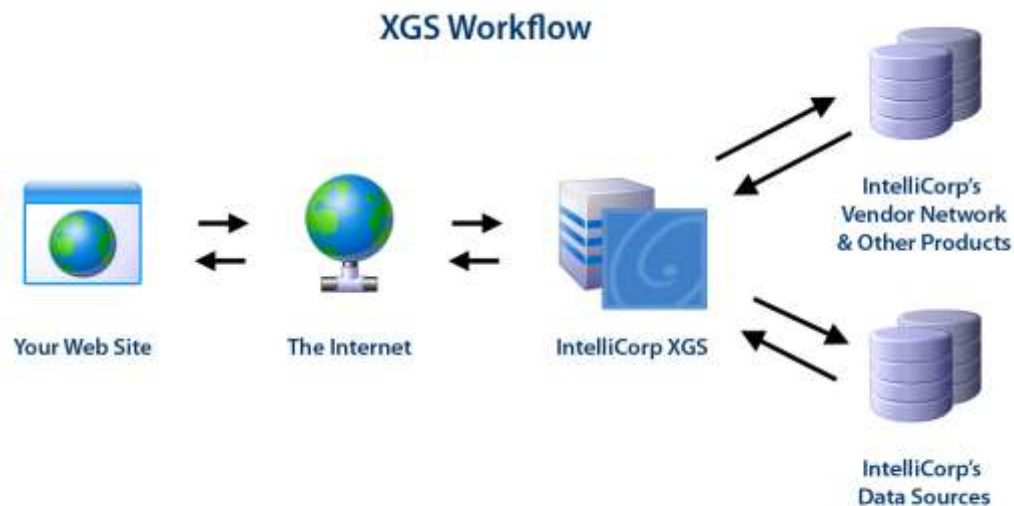 XGS Workflow
IntelliCorp's
Vendor Network
& Other Products
Your Web Site
The Internet
IntelliCorp XGS
IntelliCorp's
Data Sources